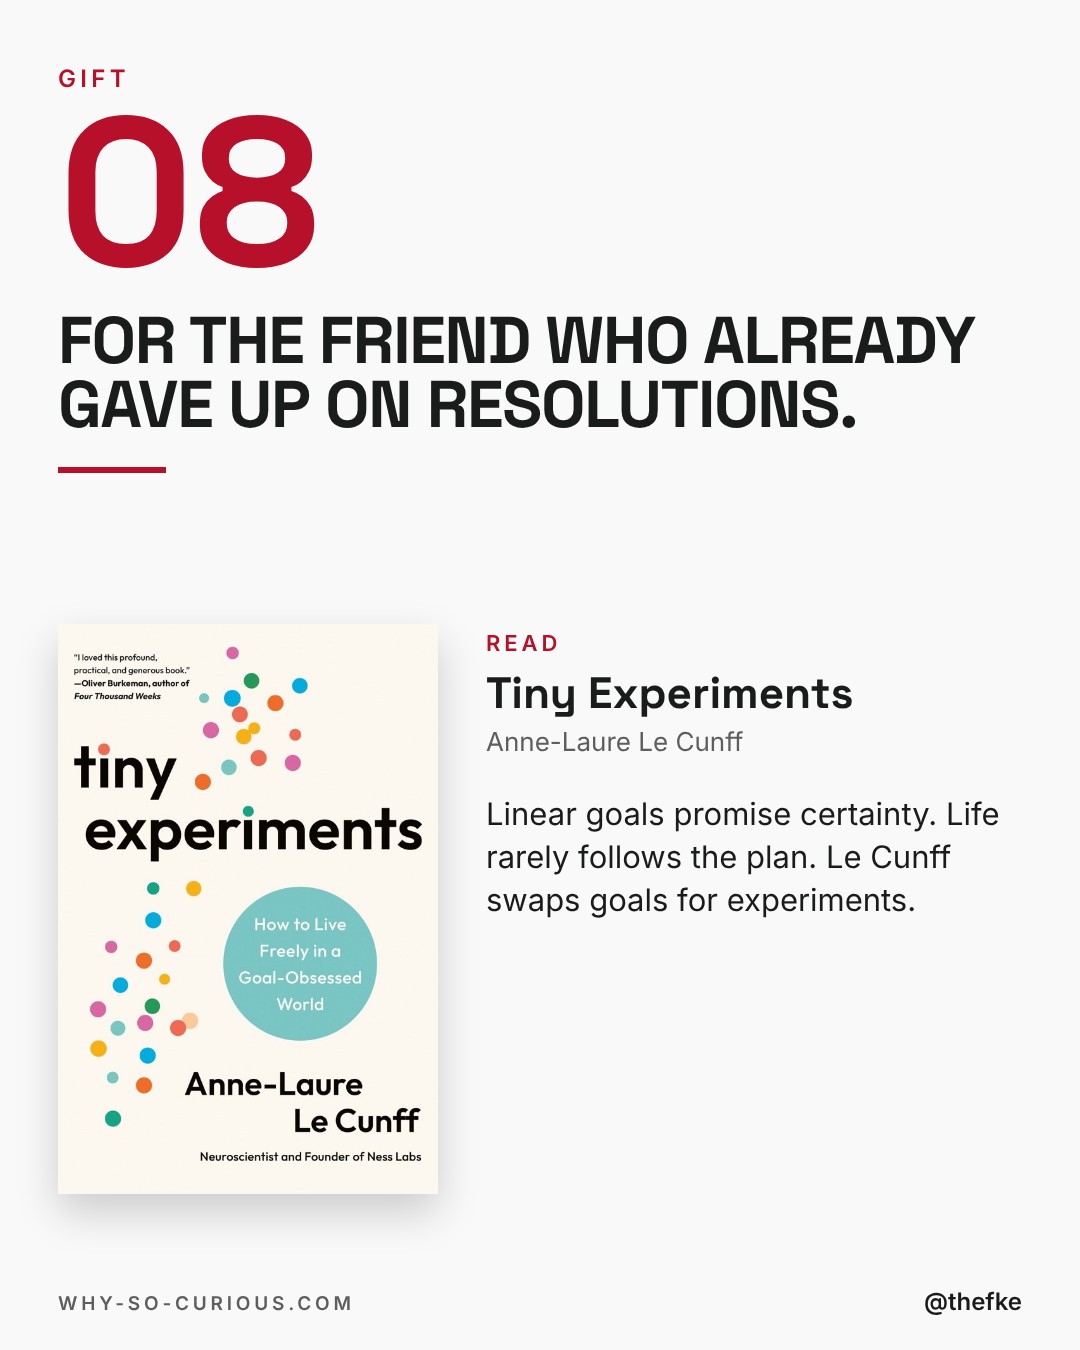 GIFT
08
FOR THE FRIEND WHO ALREADY
GAVE UP ON RESOLUTIONS.
“I loved this profound,
practical, and generous book.”
—Oliver Burkeman, author of
Four Thousand Weeks
tiny
experiments
How to Live
Freely in a
Goal-Obsessed
World
Anne-Laure
Le Cunff
Neuroscientist and Founder of Ness Labs
READ
Tiny Experiments
Anne-Laure Le Cunff
Linear goals promise certainty. Life
rarely follows the plan. Le Cunff
swaps goals for experiments.
WHY-SO-CURIOUS.COM
@thefke